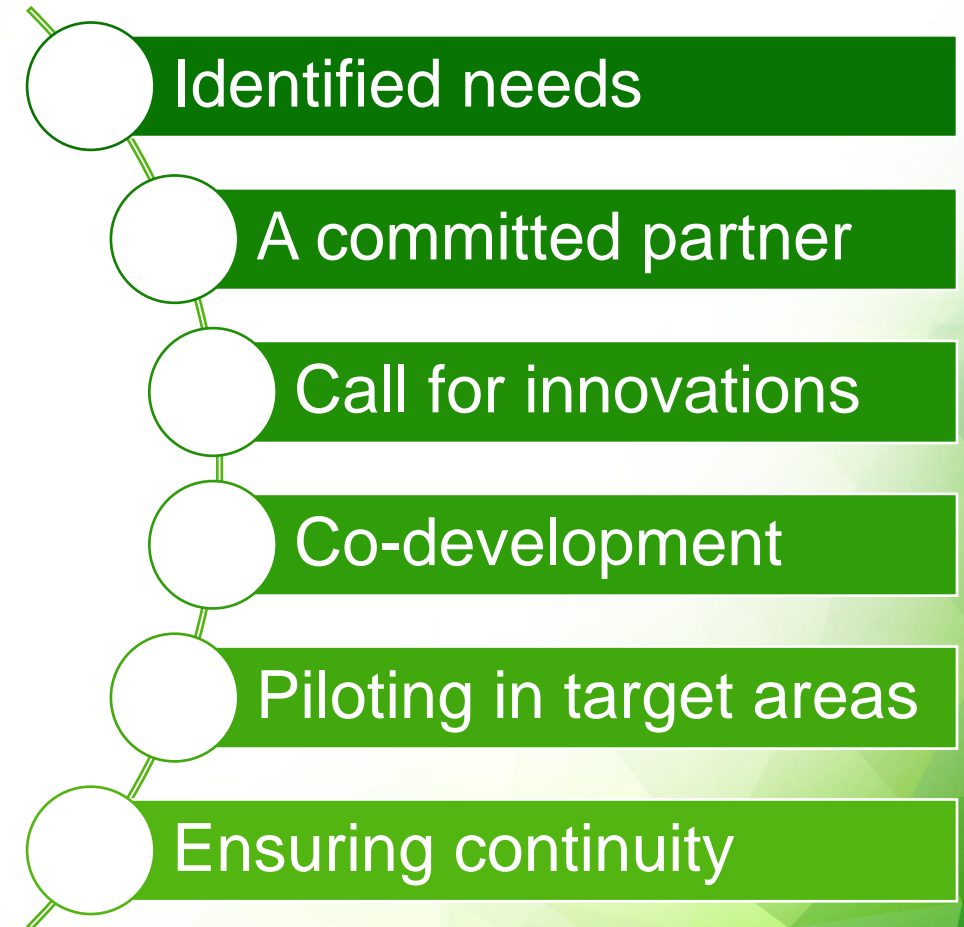 Identified needs
A committed partner
Call for innovations
Co-development
Piloting in target areas
Ensuring continuity